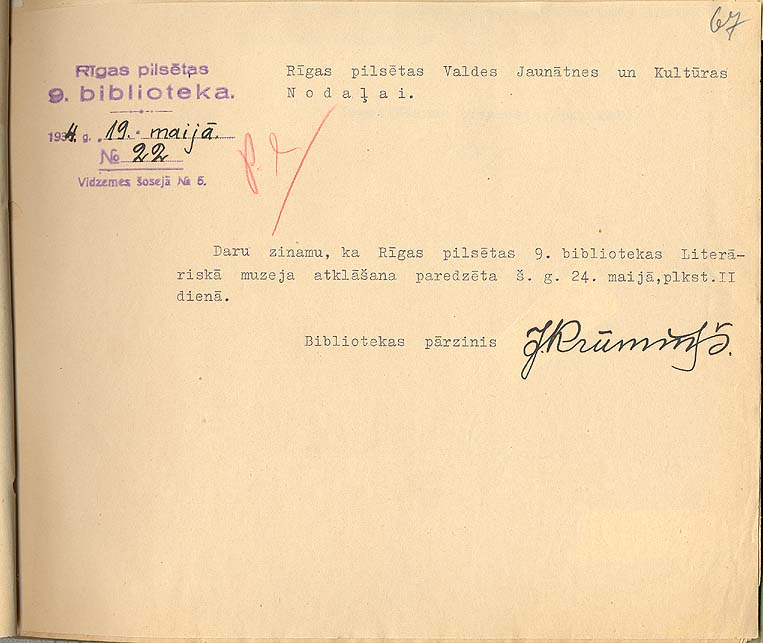 67
Rīgas pilsētas
9. biblioteka.
1934 g. "19." maijā.
№ 22
Vidzemes šosejā № 5.
Rīgas pilsētas Valdes Jaunātnes un Kultūras
Nodaļai.
Daru zinamu, ka Rīgas pilsētas 9. bibliotekas Literā-
riskā muzeja atklāšana paredzēta š. g. 24. maijā,plkst.II
dienā.
Bibliotekas pārzinis J.Krūmiņš.